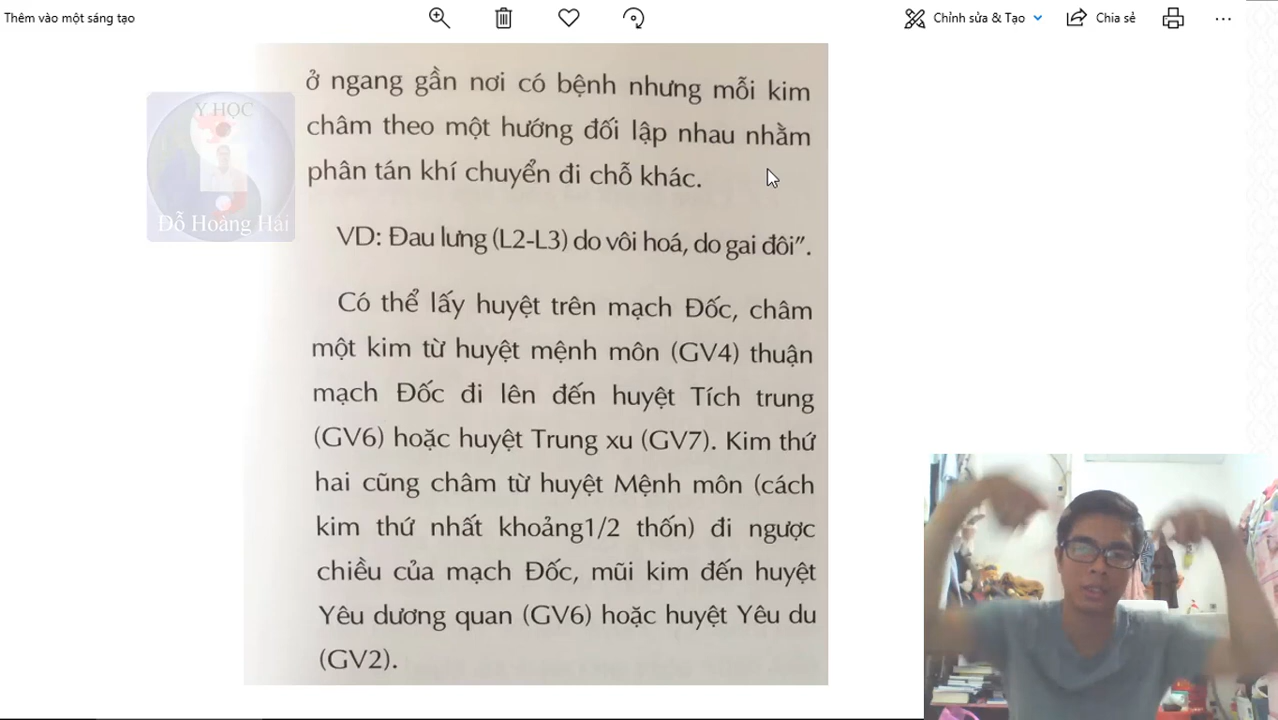 Thêm vào một sáng tạo
Chỉnh sửa & Tạo
Chia sẻ
Y HỌC
Đỗ Hoàng Hải
ở ngang gần nơi có bệnh nhưng mỗi kim
châm theo một hướng đối lập nhau nhằm
phân tán khí chuyển đi chỗ khác.
VD: Đau lưng (L2-L3) do vôi hoá, do gai đôi”.
Có thể lấy huyệt trên mạch Đốc, châm
một kim từ huyệt mệnh môn (GV4) thuận
mạch Đốc đi lên đến huyệt Tích trung
(GV6) hoặc huyệt Trung xu (GV7). Kim thứ
hai cũng châm từ huyệt Mệnh môn (cách
kim thứ nhất khoảng1/2 thốn) đi ngược
chiều của mạch Đốc, mũi kim đến huyệt
Yêu dương quan (GV6) hoặc huyệt Yêu du
(GV2).